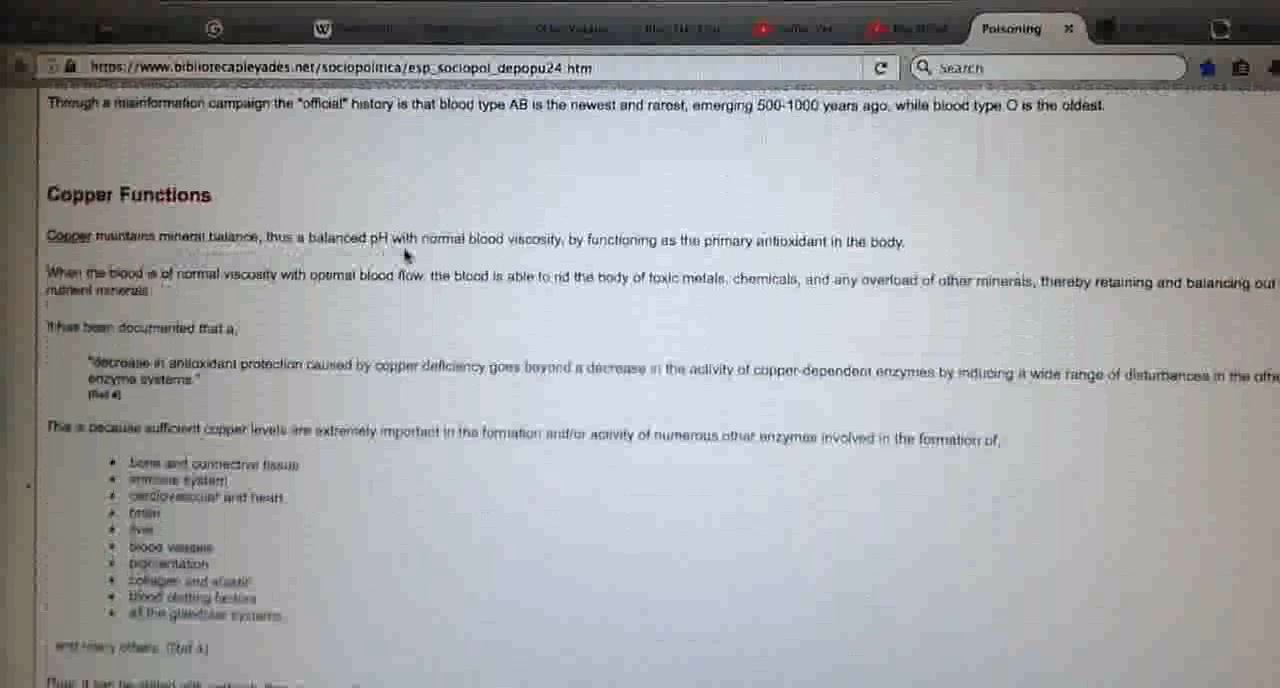 Poisoning
https://www.bibliotecapleyades.net/sociopolitica/esp_sociopol_depopu24.htm
Search
Through a misinformation campaign the "official" history is that blood type AB is the newest and rarest, emerging 500-1000 years ago, while blood type O is the oldest.
Copper Functions
Copper maintains mineral balance, thus a balanced pH with normal blood viscosity, by functioning as the primary antioxidant in the body.
When the blood is of normal viscosity with optimal blood flow, the blood is able to rid the body of toxic metals, chemicals, and any overload of other minerals, thereby retaining and balancing out
nutrient minerals.
It has been documented that a,
"decrease in antioxidant protection caused by copper deficiency goes beyond a decrease in the activity of copper-dependent enzymes by inducing a wide range of disturbances in the
enzyme systems."
This is because sufficient copper levels are extremely important in the formation and/or activity of numerous other enzymes involved in the formation of,
bone and connective tissue
immune system
cardiovascular and heart
brain
liver
blood vessels
pigmentation
collagen and elastin
blood clotting factors
all the glandular systems
and many others.